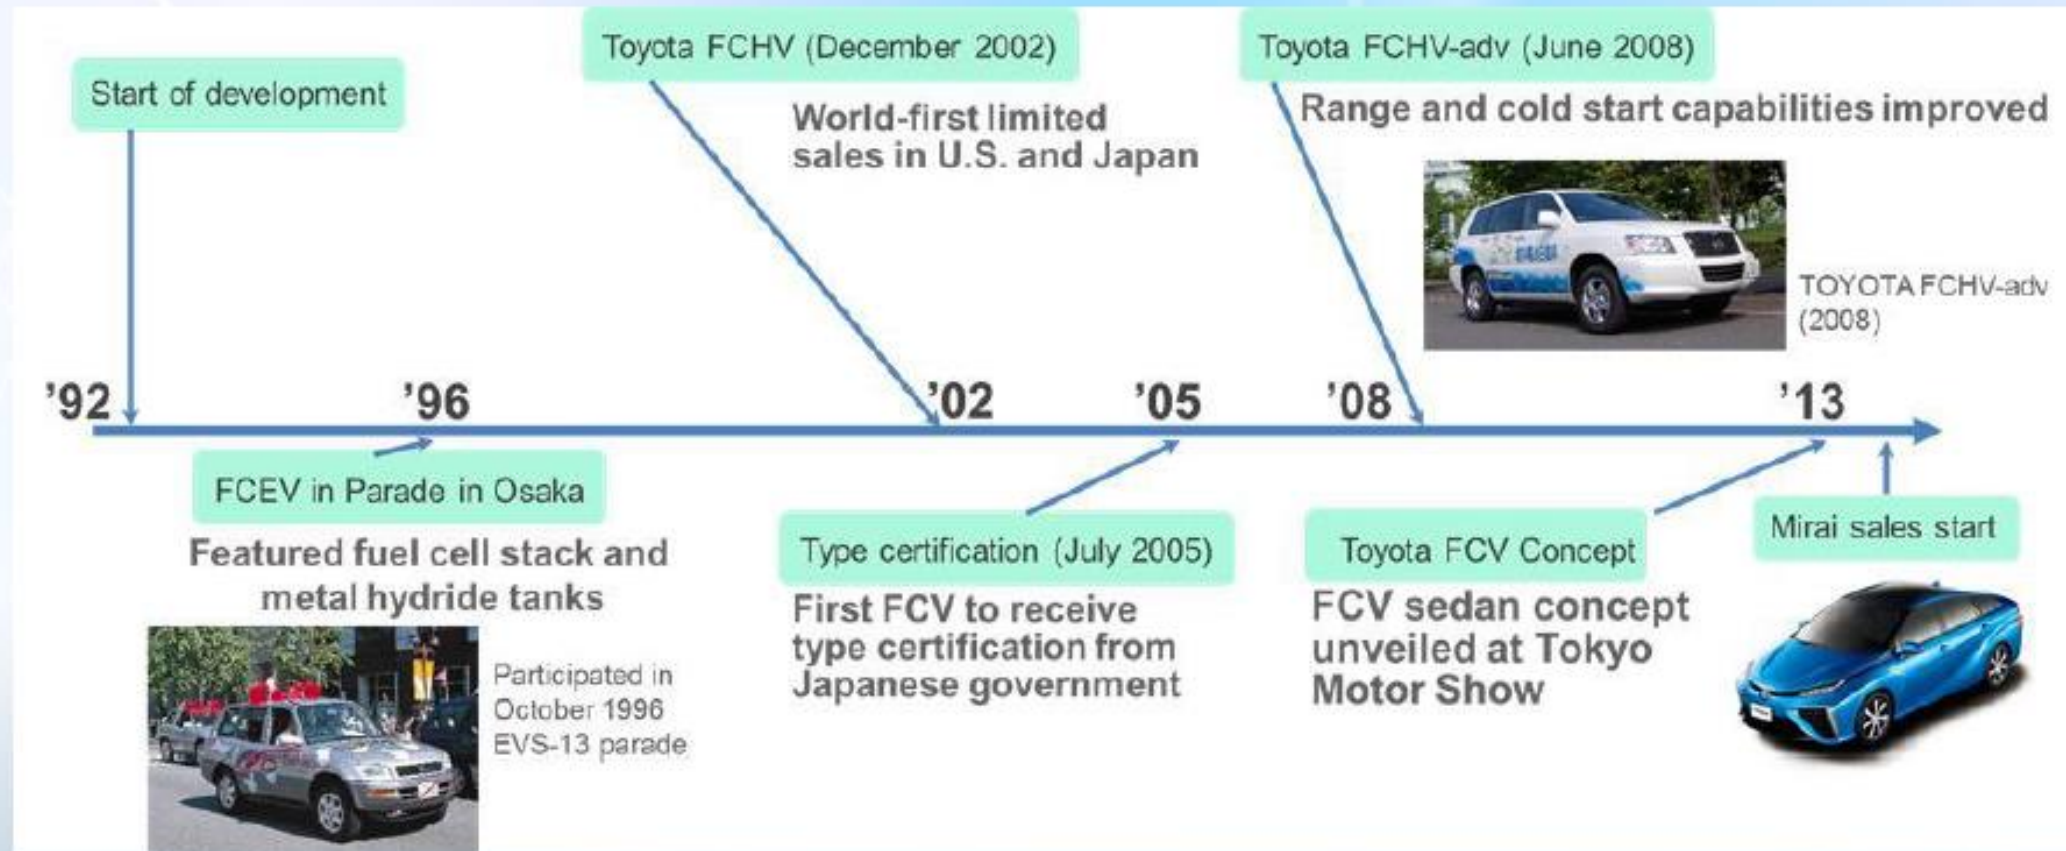 Start of development
Toyota FCHV (December 2002)
World-first limited
sales in U.S. and Japan
Toyota FCHV-adv (June 2008)
Range and cold start capabilities improved
TOYOTA FCHV-adv
(2008)
’92
’96
’02
’05
’08
’13
FCEV in Parade in Osaka
Featured fuel cell stack and
metal hydride tanks
Participated in
October 1996
EVS-13 parade
Type certification (July 2005)
First FCV to receive
type certification from
Japanese government
Toyota FCV Concept
FCV sedan concept
unveiled at Tokyo
Motor Show
Mirai sales start